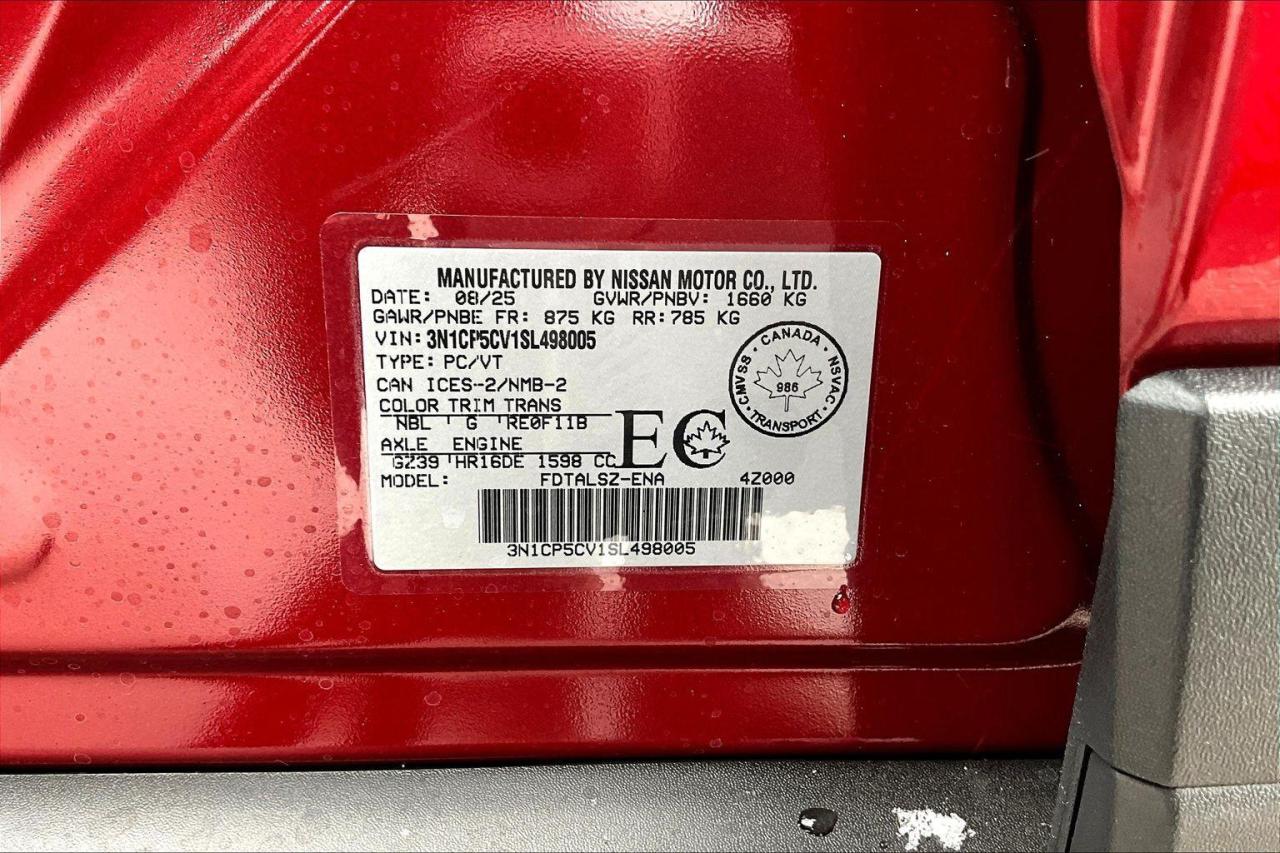 MANUFACTURED BY NISSAN MOTOR CO., LTD.
DATE: 08/25 GVWR/PNBV: 1660 KG
GAWR/PNBE FR: 875 KG RR:785 KG
VIN: 3N1CP5CV1SL498005
TYPE: PC/VT
CAN ICES-2/NMB-2
COLOR TRIM TRANS
NBL G RE0F11B
AXLE ENGINE
GZ39 HR16DE 1598 CC
EC
MODEL: FDTALSZ-ENA 4Z000
3N1CP5CV1SL498005
CANADA
CMVSS NSVAC
986
TRANSPORT